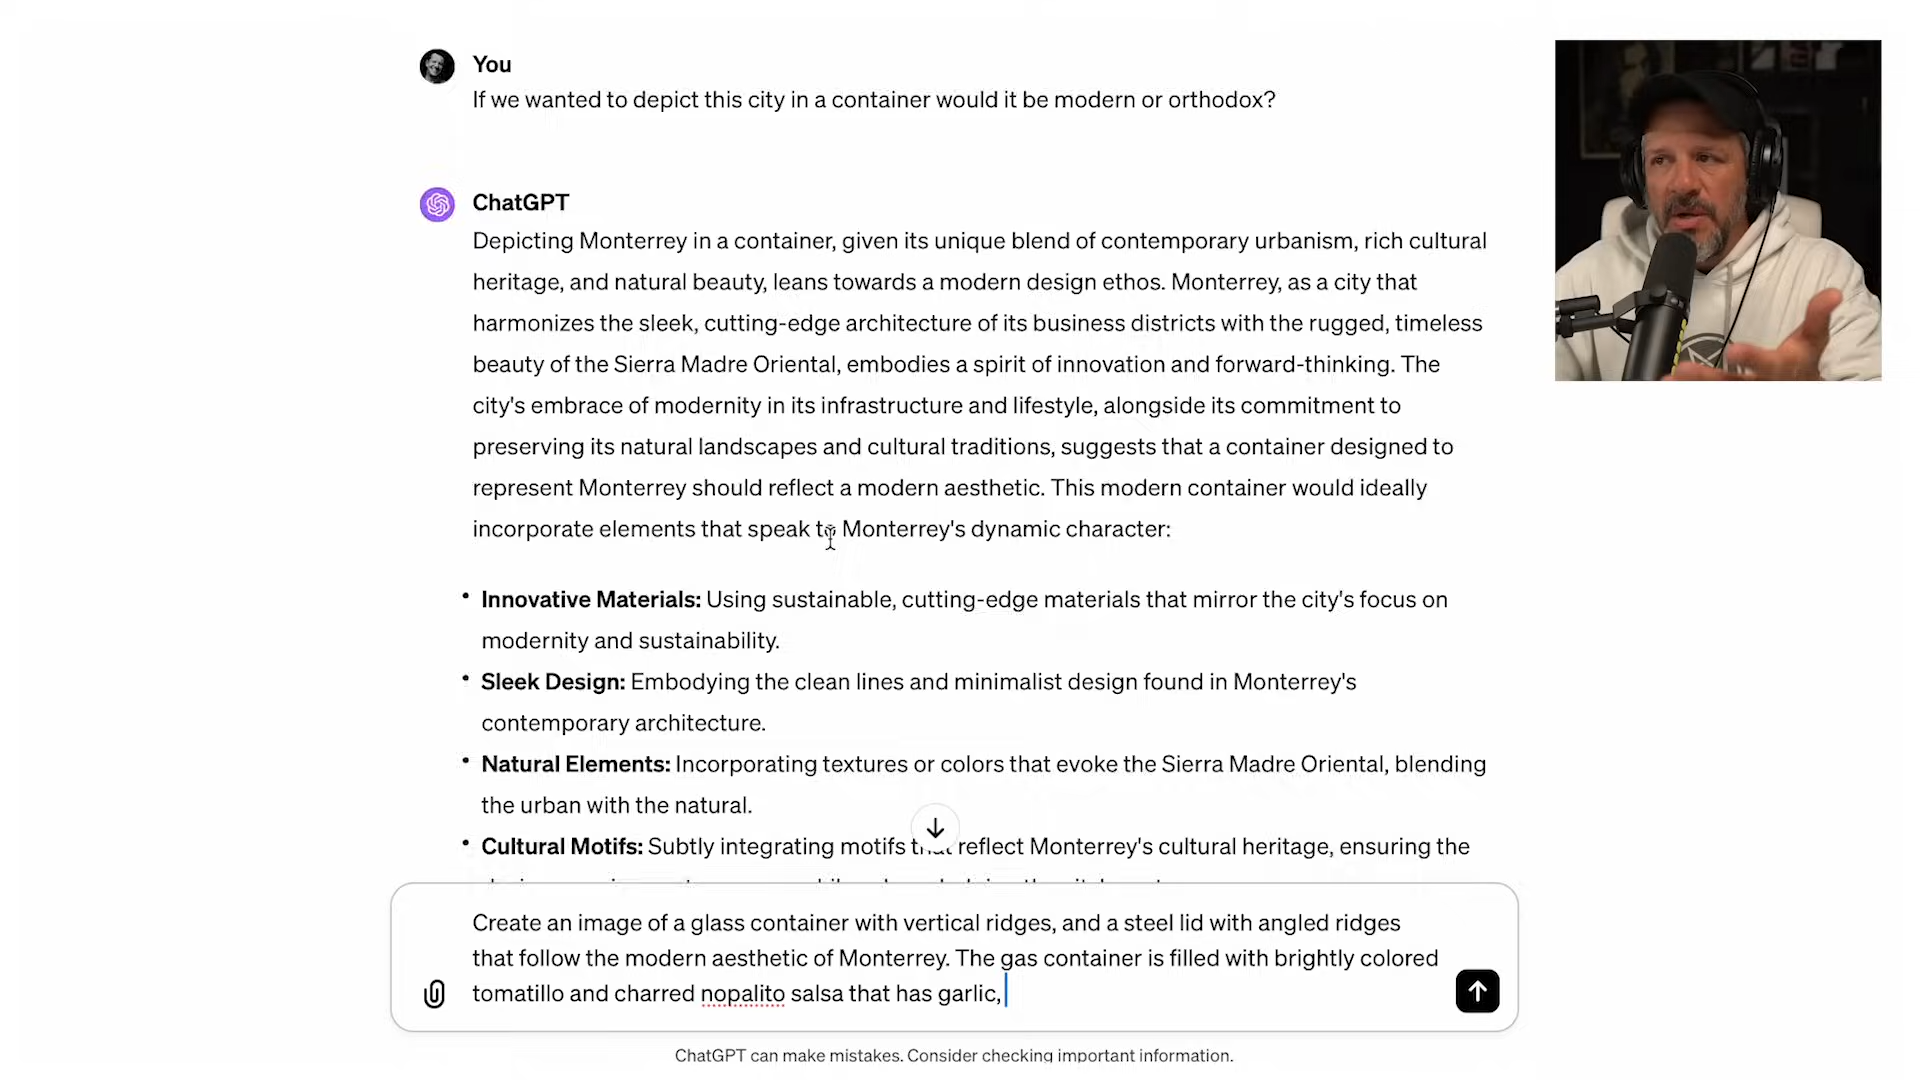 You
If we wanted to depict this city in a container would it be modern or orthodox?
ChatGPT
Depicting Monterrey in a container, given its unique blend of contemporary urbanism, rich cultural
heritage, and natural beauty, leans towards a modern design ethos. Monterrey, as a city that
harmonizes the sleek, cutting-edge architecture of its business districts with the rugged, timeless
beauty of the Sierra Madre Oriental, embodies a spirit of innovation and forward-thinking. The
city's embrace of modernity in its infrastructure and lifestyle, alongside its commitment to
preserving its natural landscapes and cultural traditions, suggests that a container designed to
represent Monterrey should reflect a modern aesthetic. This modern container would ideally
incorporate elements that speak to Monterrey's dynamic character:
• Innovative Materials: Using sustainable, cutting-edge materials that mirror the city's focus on
modernity and sustainability.
• Sleek Design: Embodying the clean lines and minimalist design found in Monterrey's
contemporary architecture.
• Natural Elements: Incorporating textures or colors that evoke the Sierra Madre Oriental, blending
the urban with the natural.
• Cultural Motifs: Subtly integrating motifs that reflect Monterrey's cultural heritage, ensuring the
Create an image of a glass container with vertical ridges, and a steel lid with angled ridges
that follow the modern aesthetic of Monterrey. The gas container is filled with brightly colored
tomatillo and charred nopalito salsa that has garlic,
ChatGPT can make mistakes. Consider checking important information.